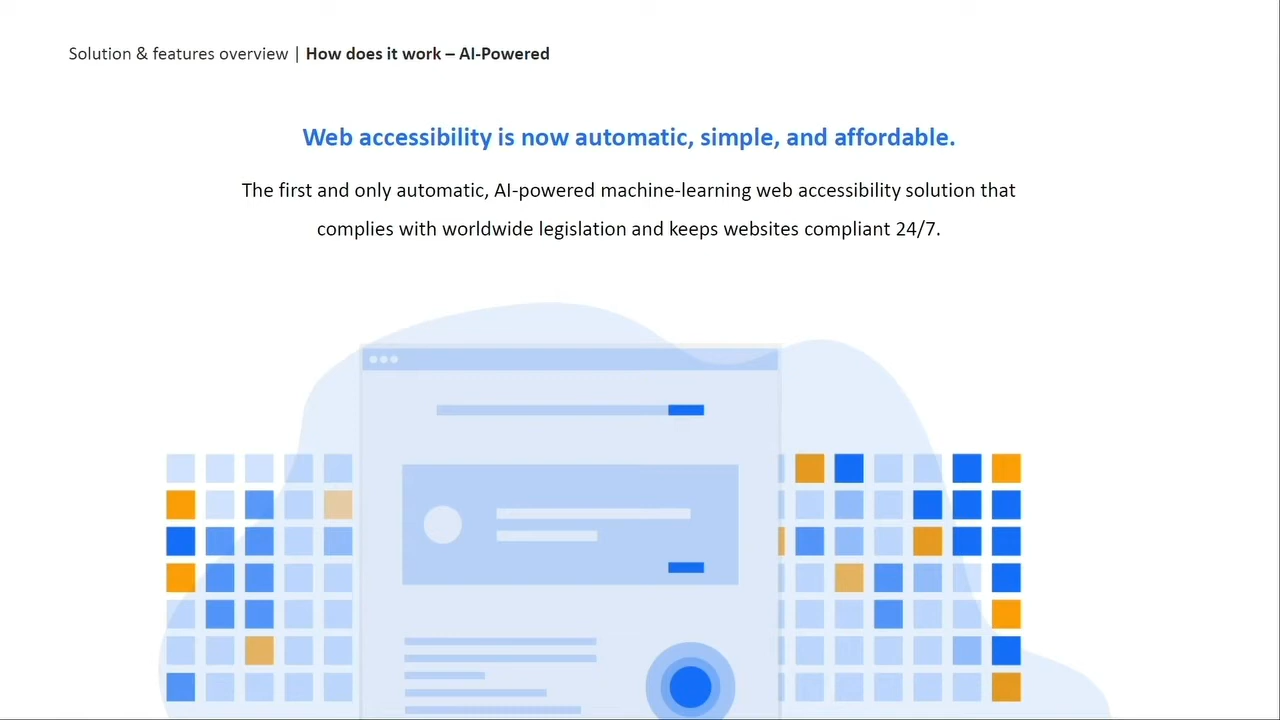 Solution & features overview | How does it work – AI-Powered
Web accessibility is now automatic, simple, and affordable.
The first and only automatic, AI-powered machine-learning web accessibility solution that
complies with worldwide legislation and keeps websites compliant 24/7.